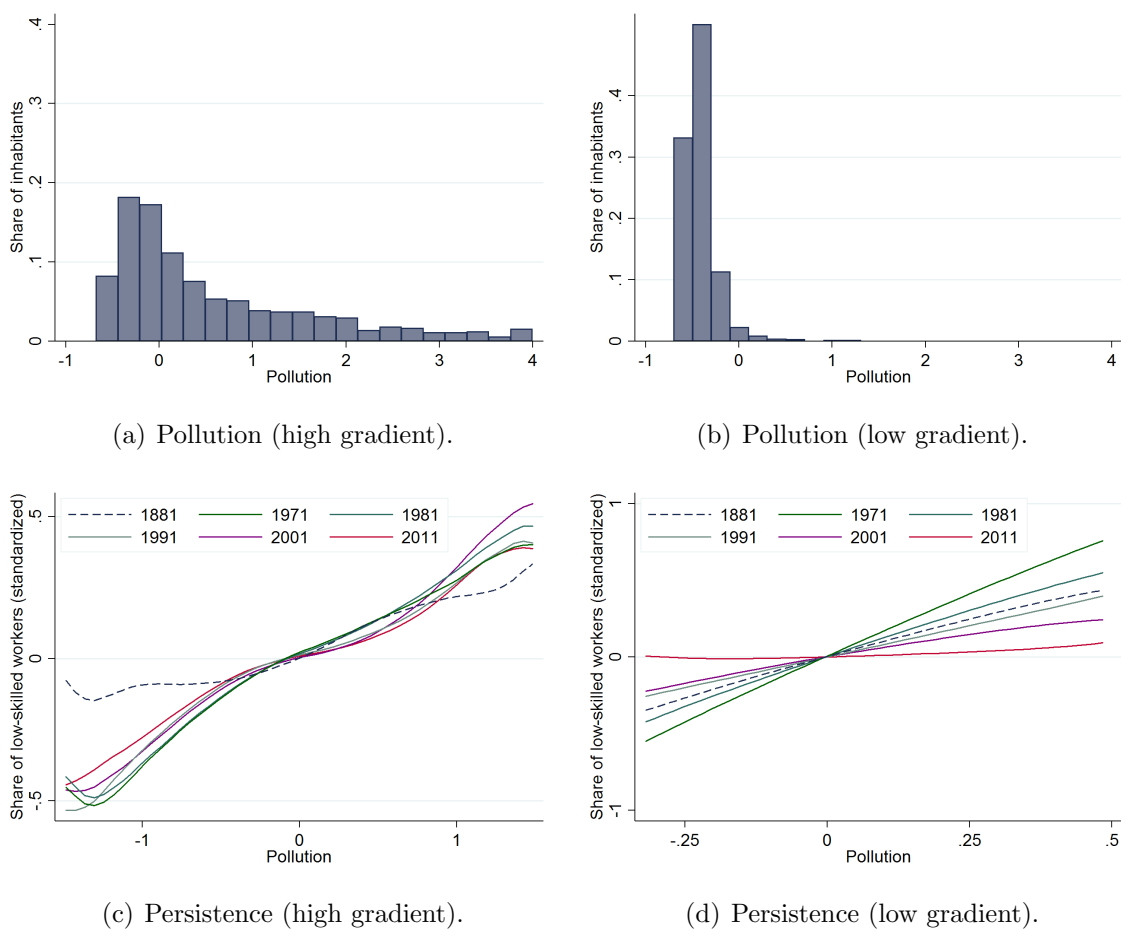 Share of inhabitants
.4
.3
.2
.1
0
-1 0 1 2 3 4
Pollution
(a) Pollution (high gradient).
Share of inhabitants
.4
.3
.2
.1
0
-1 0 1 2 3 4
Pollution
(b) Pollution (low gradient).
Share of low-skilled workers (standardized)
.5
0
-.5
1881 1971 1981
1991 2001 2011
-1 0 1
Pollution
(c) Persistence (high gradient).
Share of low-skilled workers (standardized)
1
0
-1
1881 1971 1981
1991 2001 2011
-.25 0 .25 .5
Pollution
(d) Persistence (low gradient).